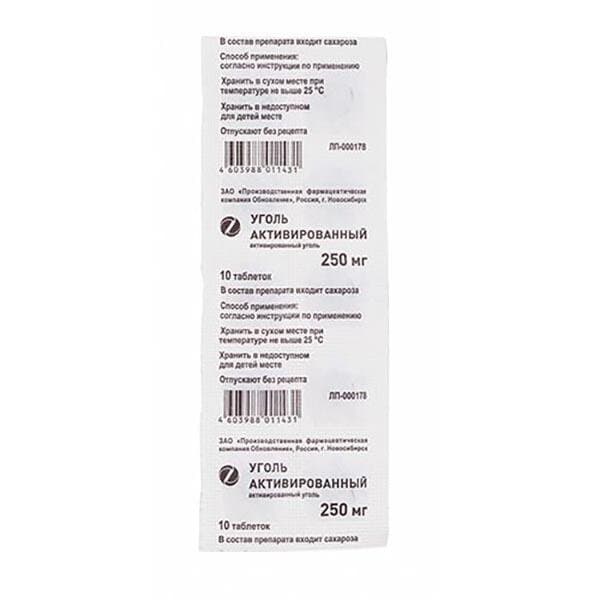 В состав препарата входит сахароза
Способ применения:
согласно инструкции по применению
Хранить в сухом месте при
температуре не выше 25 °С
Хранить в недоступном
для детей месте
Отпускают без рецепта
ЛП-000178
4 603988 011431
ЗАО «Производственная фармацевтическая
компания Обновление», Россия, г. Новосибирск
УГОЛЬ
АКТИВИРОВАННЫЙ
активированный уголь
250 мг
10 таблеток
В состав препарата входит сахароза
Способ применения:
согласно инструкции по применению
Хранить в сухом месте при
температуре не выше 25 °С
Хранить в недоступном
для детей месте
Отпускают без рецепта
ЛП-000178
4 603988 011431
ЗАО «Производственная фармацевтическая
компания Обновление», Россия, г. Новосибирск
УГОЛЬ
АКТИВИРОВАННЫЙ
активированный уголь
250 мг
10 таблеток
В состав препарата входит сахароза